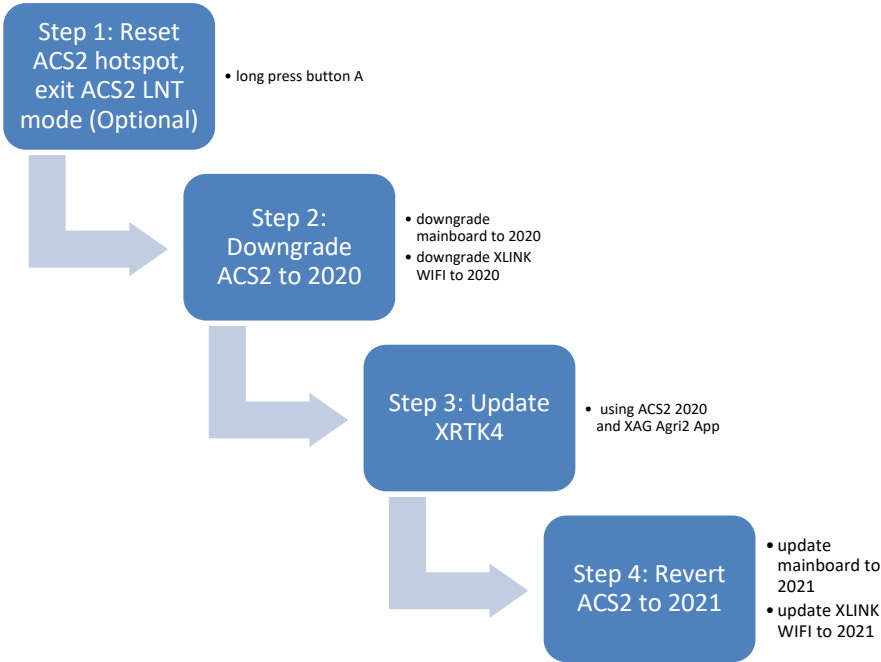 Step 1: Reset
ACS2 hotspot,
exit ACS2 LNT
mode (Optional)
• long press button A
Step 2:
Downgrade
ACS2 to 2020
• downgrade
mainboard to 2020
• downgrade XLINK
WIFI to 2020
Step 3: Update
XRTK4
• using ACS2 2020
and XAG Agri2 App
Step 4: Revert
ACS2 to 2021
• update
mainboard to
2021
• update XLINK
WIFI to 2021